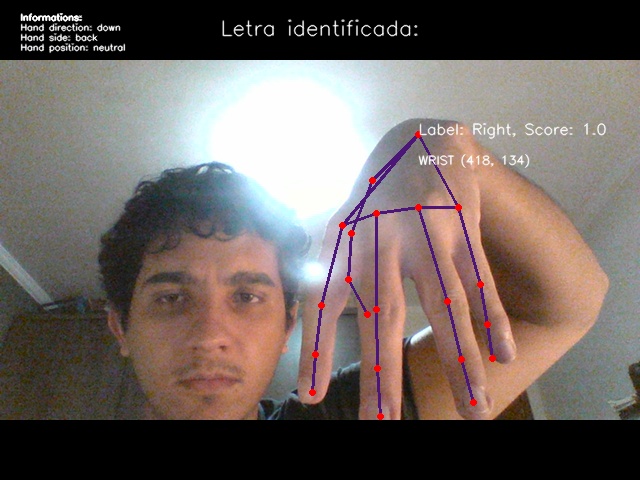 Informations:
Hand direction: down
Hand side: back
Hand position: neutral
Letra identificada:
Label: Right, Score: 1.0
WRIST (418, 134)